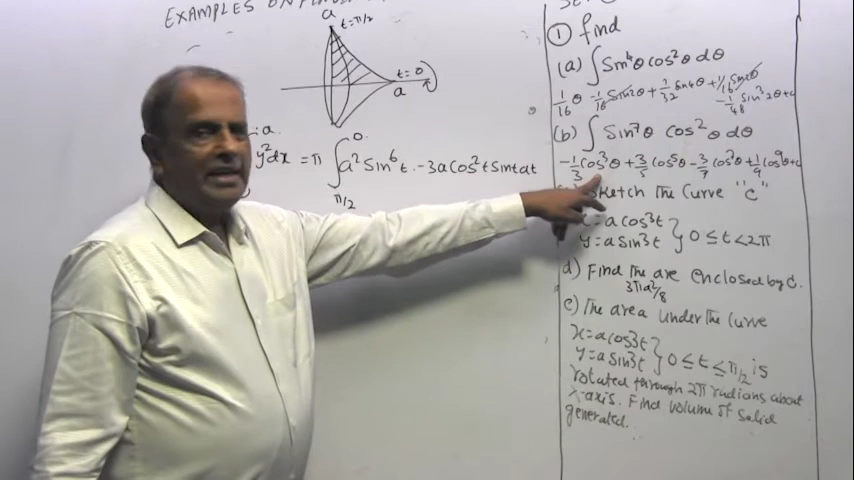 EXAMPLES ON
a
t=π/2
t=0
a
a
y²dx = π ∫ 0 π/2 a² Sin⁶t. -3a Cos²t Sint dt
① Find
(a) ∫ Sin⁴θ Cos²θ dθ
1/16 θ - 1/16 Sin2θ + 1/32 Sin4θ + 1/16 Sin2θ
- 1/48 Sin³2θ + c
(b) ∫ Sin⁷θ Cos²θ dθ
-1/3 Cos³θ + 3/5 Cos⁵θ - 3/7 Cos⁷θ + 1/9 Cos⁹θ + c
Sketch The Curve "C"
x = a cos³t
y = a sin³t } 0 ≤ t < 2π
d) Find The are enclosed by C.
3πa²/8
e) The area under The Curve
x = a cos³t
y = a sin³t } 0 ≤ t ≤ π/2 is
rotated through 2π radians about
x-axis. Find volume of Solid
generated.